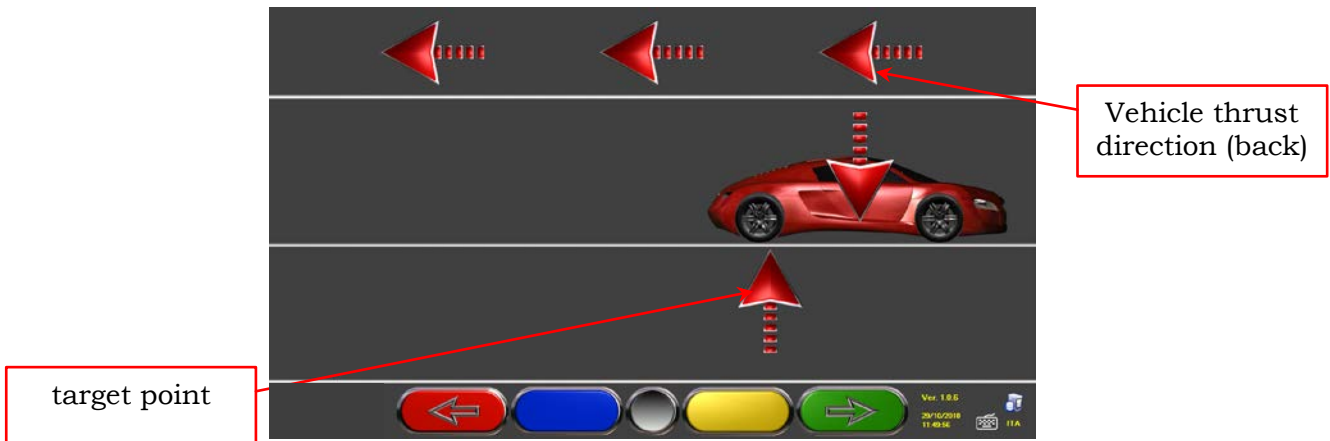 Vehicle thrust
direction (back)
target point
Ver. 1.0.6
29/10/2018
11:49:56
ITA